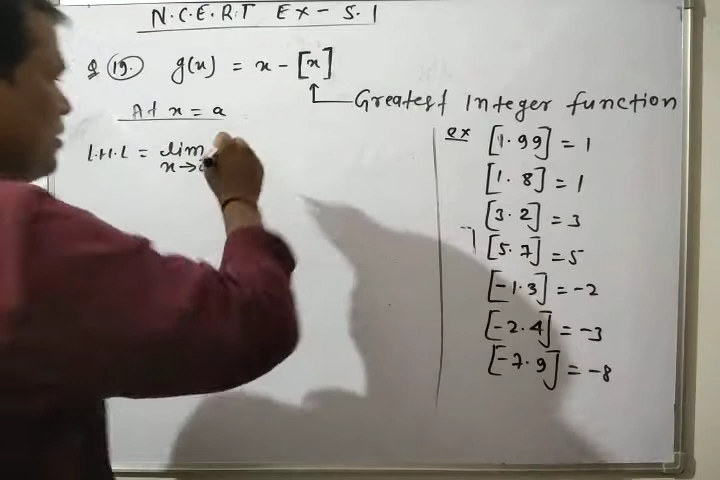 N.C.E.R.T EX-5.1
Q 19. g(x) = x - [x]
Greatest Integer function
At x = a
L.H.L = lim
x→
ex [1.99] = 1
[1.8] = 1
[3.2] = 3
[5.7] = 5
[-1.3] = -2
[-2.4] = -3
[-7.9] = -8